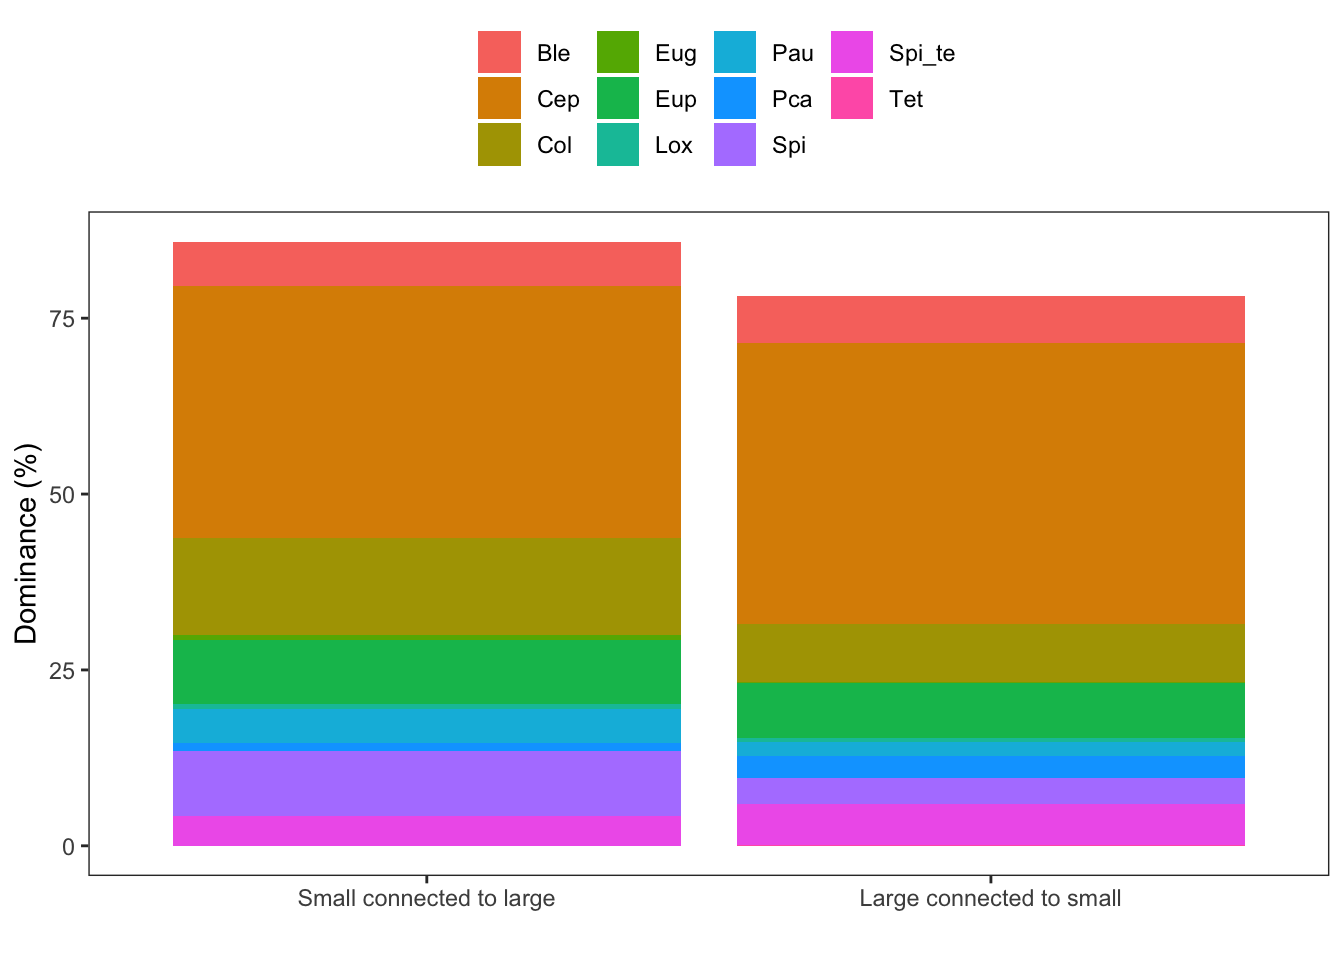 Ble Eug Pau Spi_te
Cep Eup Pca Tet
Col Lox Spi
Dominance (%)
75
50
25
0
Small connected to large
Large connected to small